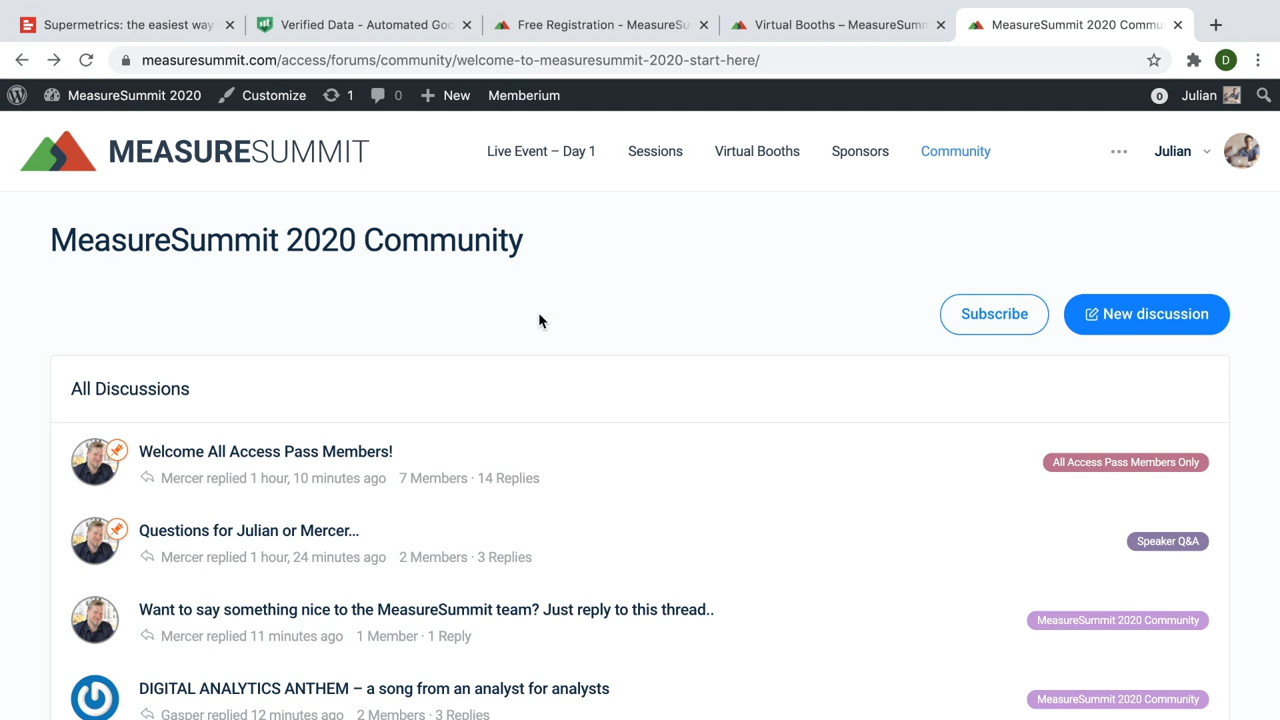 Supermetrics: the easiest way
Verified Data - Automated Goo
Free Registration - MeasureSu
Virtual Booths – MeasureSumm
MeasureSummit 2020 Commu
measuresummit.com/access/forums/community/welcome-to-measuresummit-2020-start-here/
D
MeasureSummit 2020 Customize 1 0 New Memberium 0 Julian
MEASURESUMMIT
Live Event – Day 1 Sessions Virtual Booths Sponsors Community ... Julian
MeasureSummit 2020 Community
Subscribe
New discussion
All Discussions
Welcome All Access Pass Members!
All Access Pass Members Only
Mercer replied 1 hour, 10 minutes ago 7 Members · 14 Replies
Questions for Julian or Mercer...
Speaker Q&A
Mercer replied 1 hour, 24 minutes ago 2 Members · 3 Replies
Want to say something nice to the MeasureSummit team? Just reply to this thread..
MeasureSummit 2020 Community
Mercer replied 11 minutes ago 1 Member · 1 Reply
DIGITAL ANALYTICS ANTHEM – a song from an analyst for analysts
MeasureSummit 2020 Community
Gasper replied 12 minutes ago 2 Members · 3 Replies